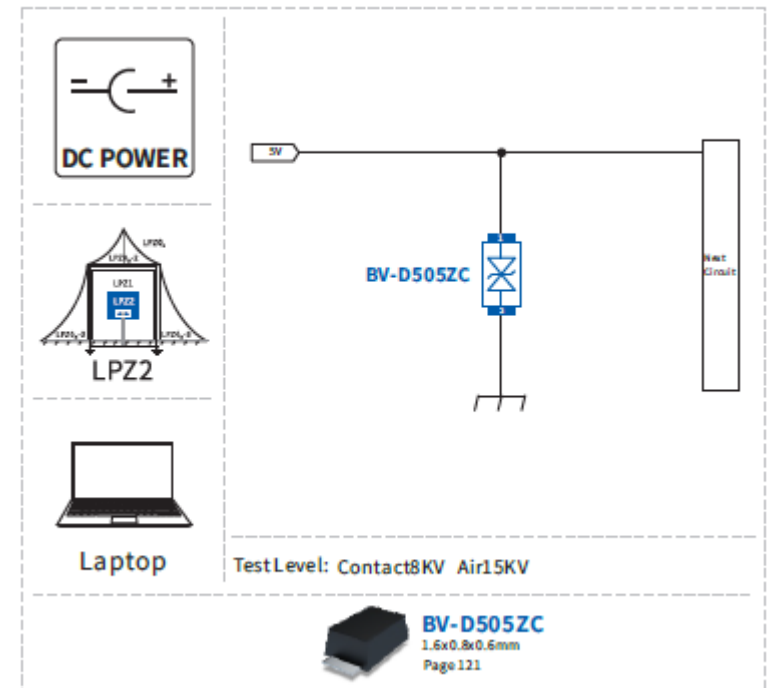 DC POWER
5V
BV-D505ZC
1
Next
Circuit
LPZ1
LPZ2
LPZ2
Laptop
Test Level: Contact8KV Air15KV
BV-D505ZC
1.6x0.8x0.6mm
Page 121